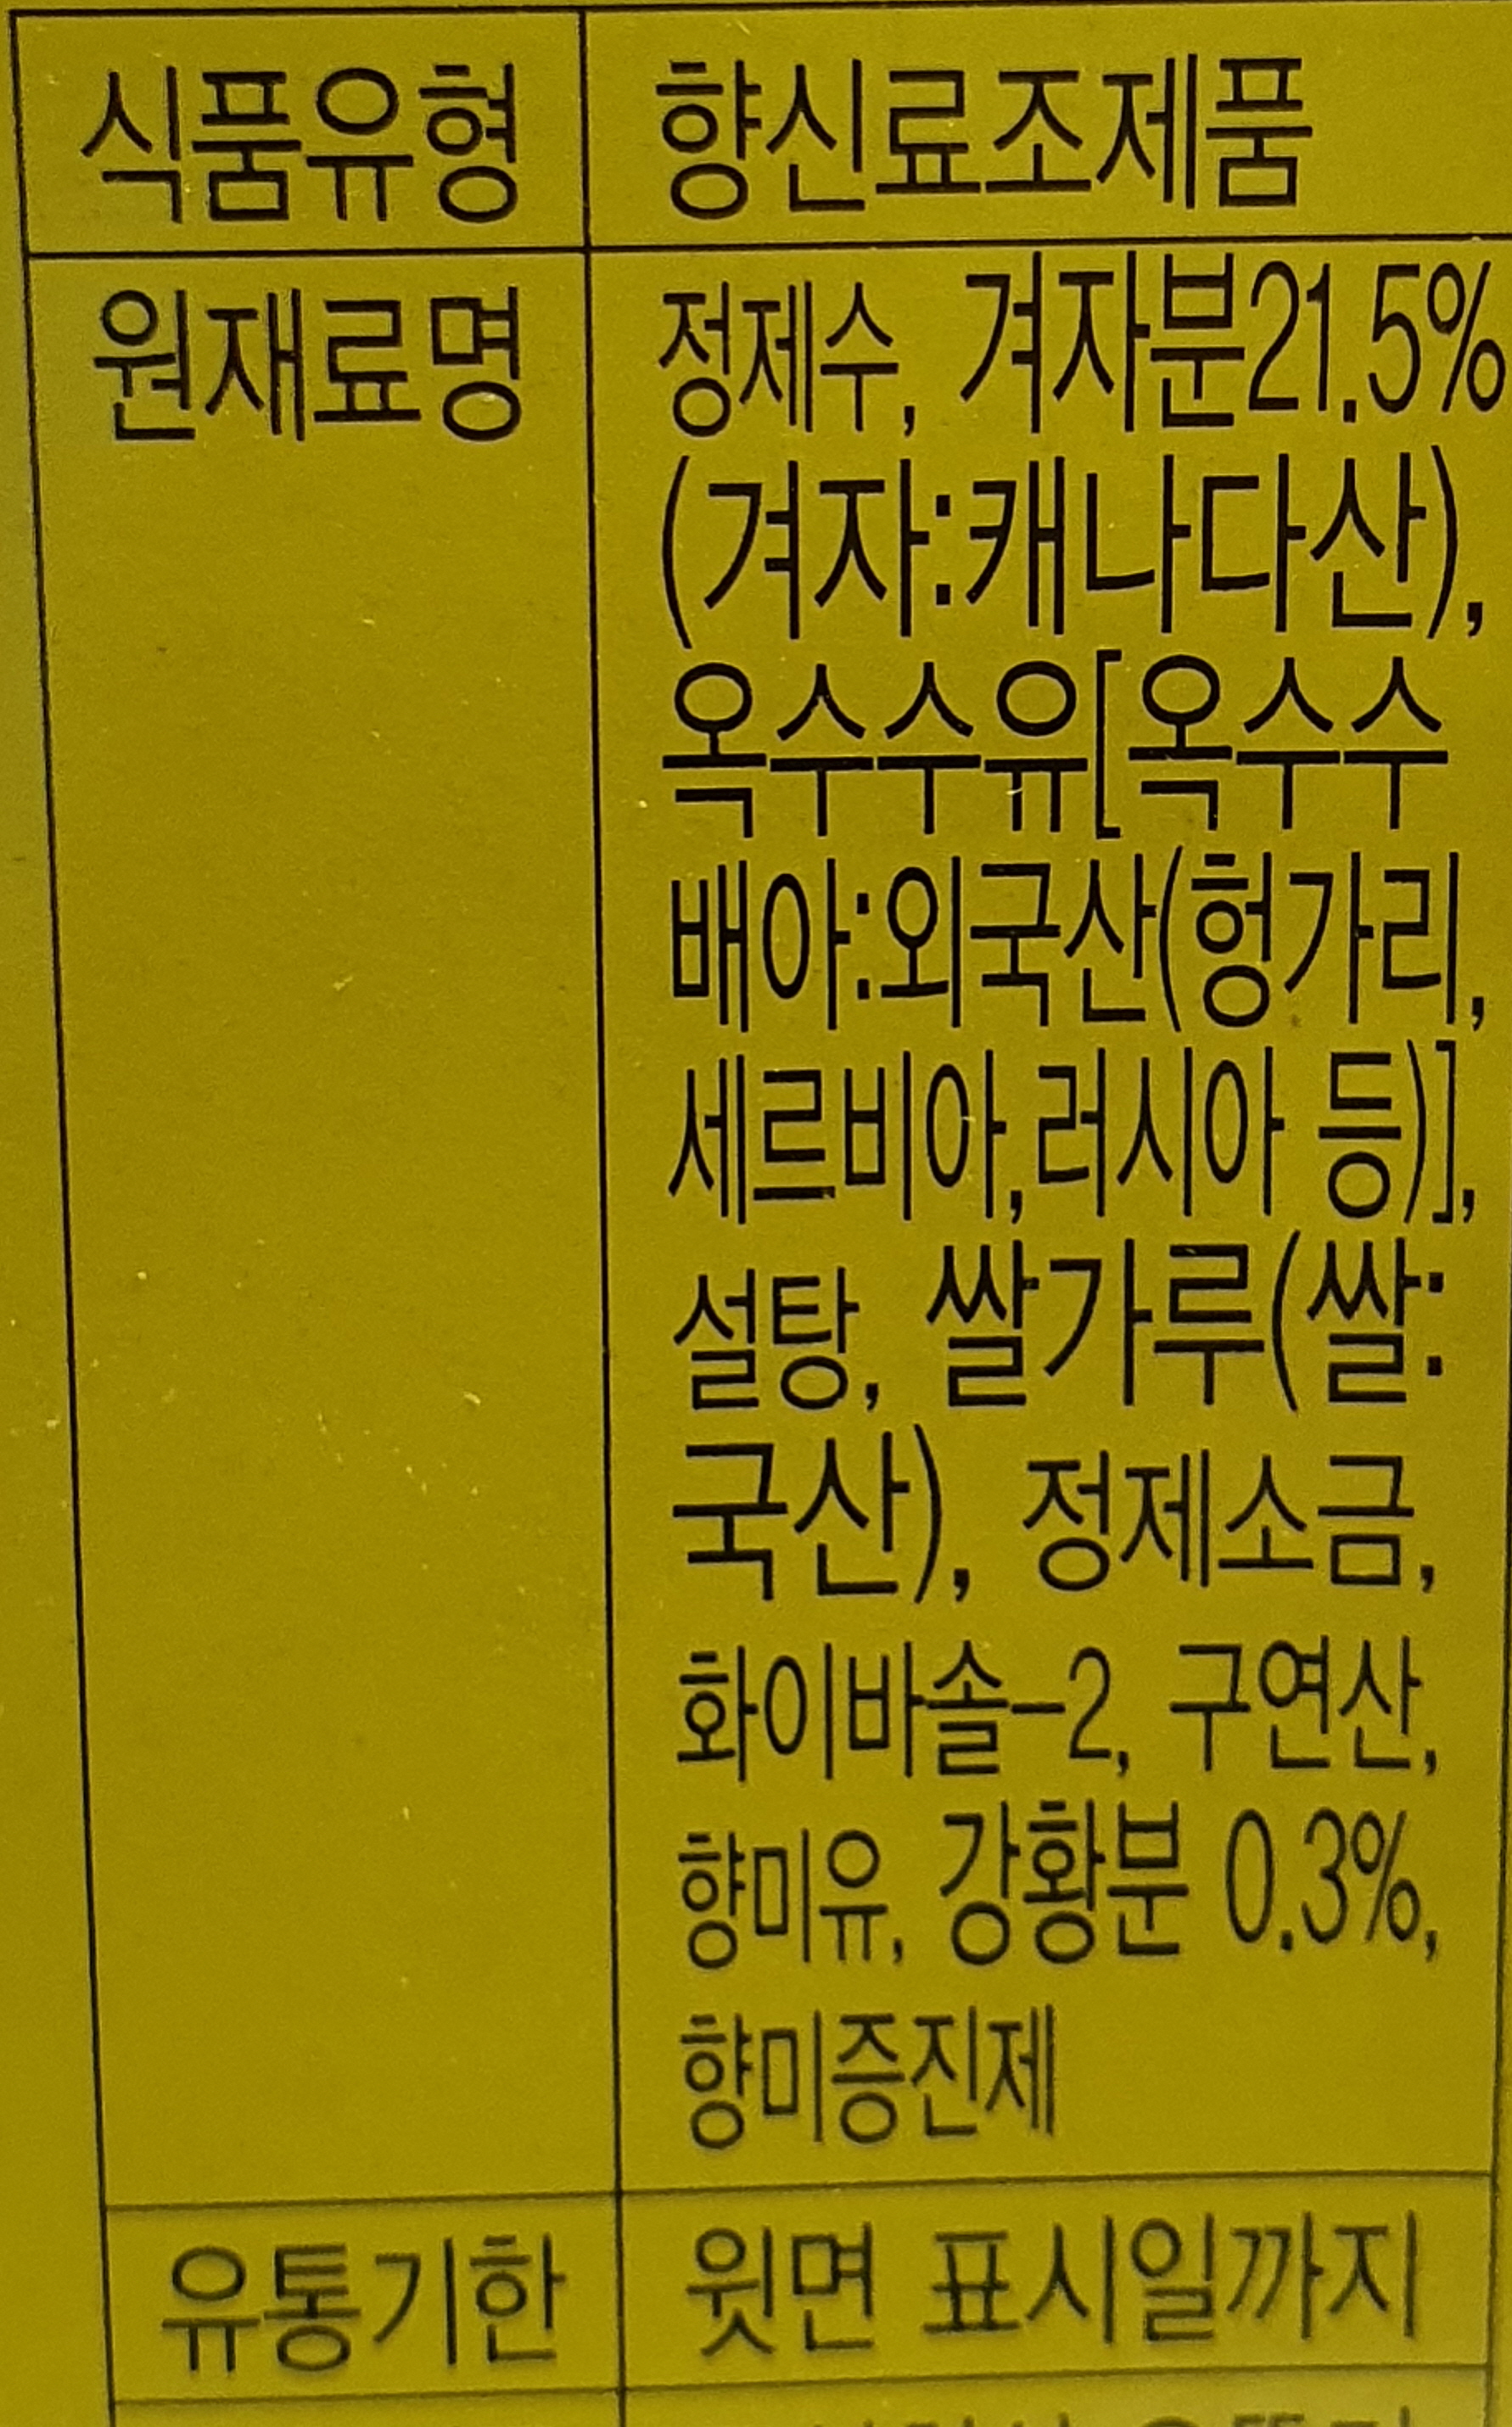 식품유형 향신료조제품
원재료명 정제수, 겨자분21.5%
(겨자:캐나다산),
옥수수유[옥수수
배아:외국산(헝가리,
세르비아,러시아 등)],
설탕, 쌀가루(쌀:
국산), 정제소금,
화이바솔-2, 구연산,
향미유, 강황분 0.3%,
향미증진제
유통기한 윗면 표시일까지